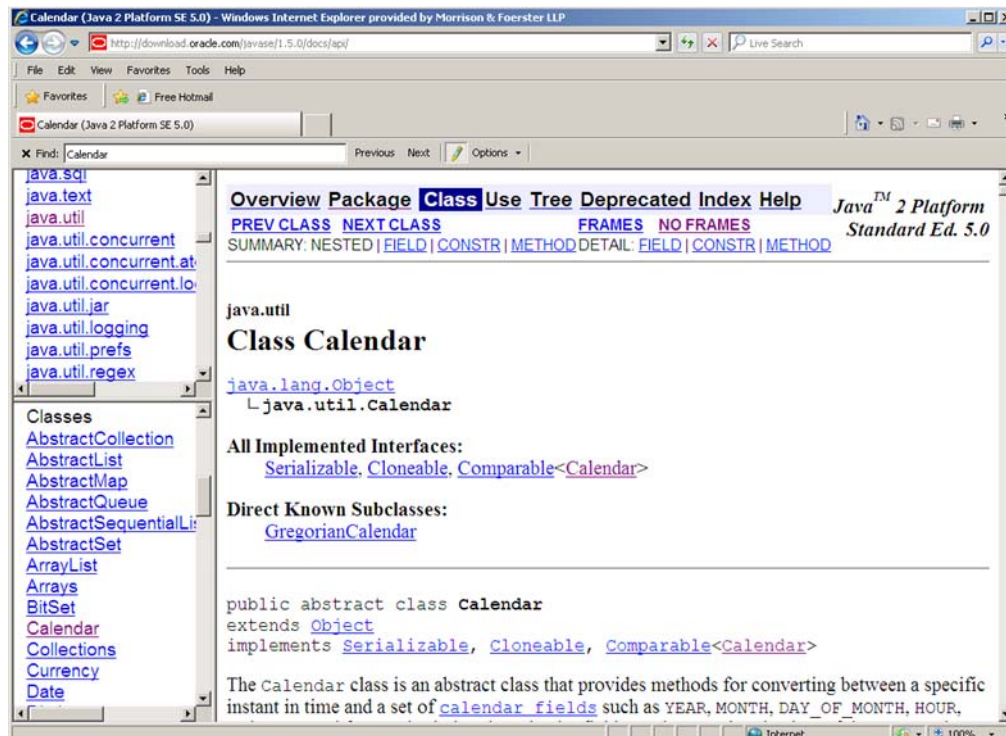 Calendar (Java 2 Platform SE 5.0) - Windows Internet Explorer provided by Morrison & Foerster LLP
http://download.oracle.com/javase/1.5.0/docs/api/
Live Search
File Edit View Favorites Tools Help
Favorites Free Hotmail
Calendar (Java 2 Platform SE 5.0)
Find: Calendar Previous Next Options
java.sql
java.text
java.util
java.util.concurrent
java.util.concurrent.at
java.util.concurrent.lo
java.util.jar
java.util.logging
java.util.prefs
java.util.regex
Classes
AbstractCollection
AbstractList
AbstractMap
AbstractQueue
AbstractSequentialLi
AbstractSet
ArrayList
Arrays
BitSet
Calendar
Collections
Currency
Date
Overview Package Class Use Tree Deprecated Index Help
Java™ 2 Platform
Standard Ed. 5.0
PREV CLASS NEXT CLASS FRAMES NO FRAMES
SUMMARY: NESTED | FIELD | CONSTR | METHOD DETAIL: FIELD | CONSTR | METHOD
java.util
Class Calendar
java.lang.Object
java.util.Calendar
All Implemented Interfaces:
Serializable, Cloneable, Comparable<Calendar>
Direct Known Subclasses:
GregorianCalendar
public abstract class Calendar
extends Object
implements Serializable, Cloneable, Comparable<Calendar>
The Calendar class is an abstract class that provides methods for converting between a specific
instant in time and a set of calendar fields such as YEAR, MONTH, DAY_OF_MONTH, HOUR,
Internet 100%